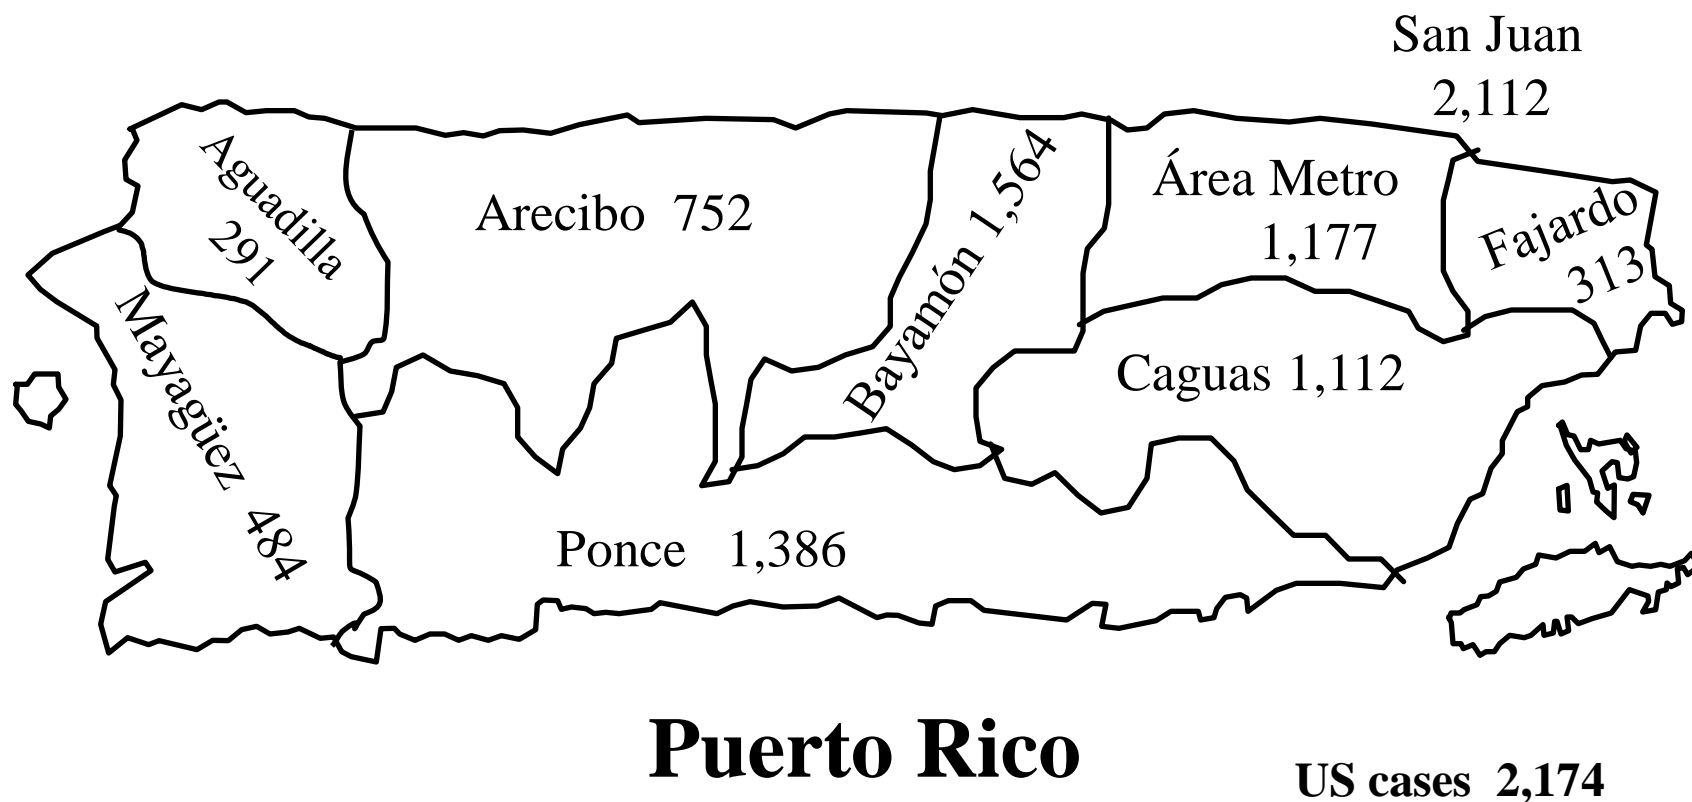 San Juan
2,112
Aguadilla
291
Arecibo 752
Bayamón 1,564
Área Metro
1,177
Fajardo
313
Mayagüez 484
Caguas 1,112
Ponce 1,386
Puerto Rico
US cases 2,174